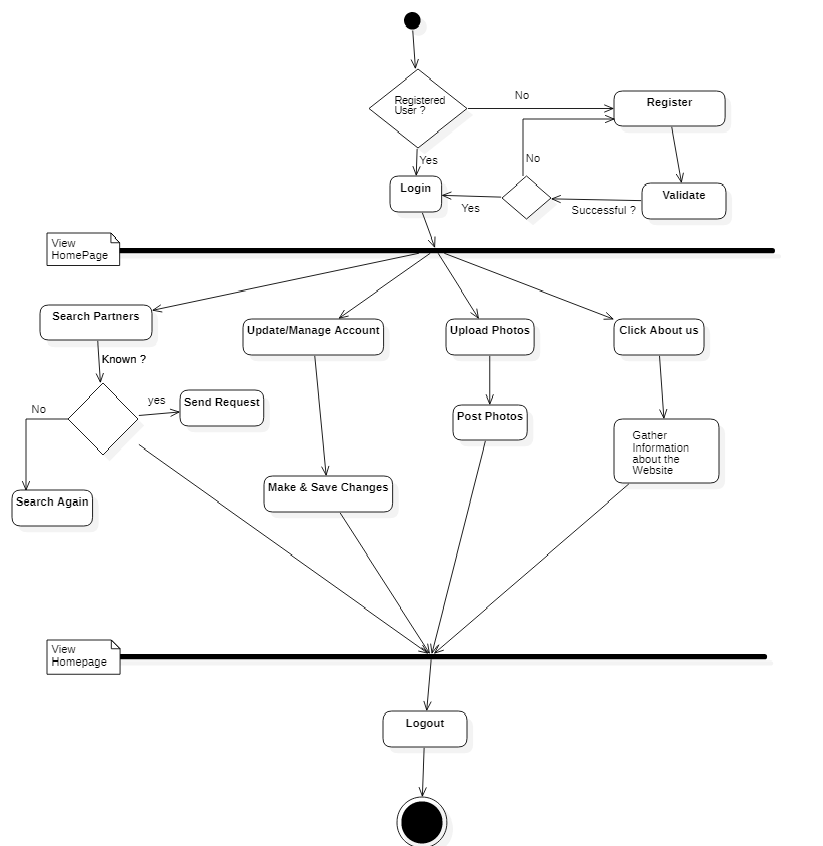 Registered
User ?
No
Register
Yes
No
Login
Yes
Successful ?
Validate
View
HomePage
Search Partners
Update/Manage Account
Upload Photos
Click About us
Known ?
No
yes
Send Request
Post Photos
Gather
Information
about the
Website
Search Again
Make & Save Changes
View
Homepage
Logout